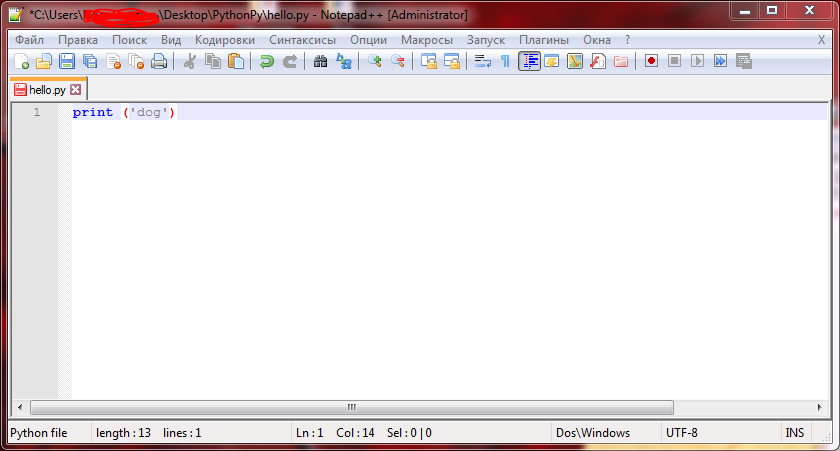 *C:\Users\ \Desktop\PythonPy\hello.py - Notepad++ [Administrator]
Файл Правка Поиск Вид Кодировки Синтаксисы Опции Макросы Запуск Плагины Окна ? X
hello.py
1 print ('dog')
Python file length : 13 lines : 1 Ln : 1 Col : 14 Sel : 0 | 0 Dos\Windows UTF-8 INS